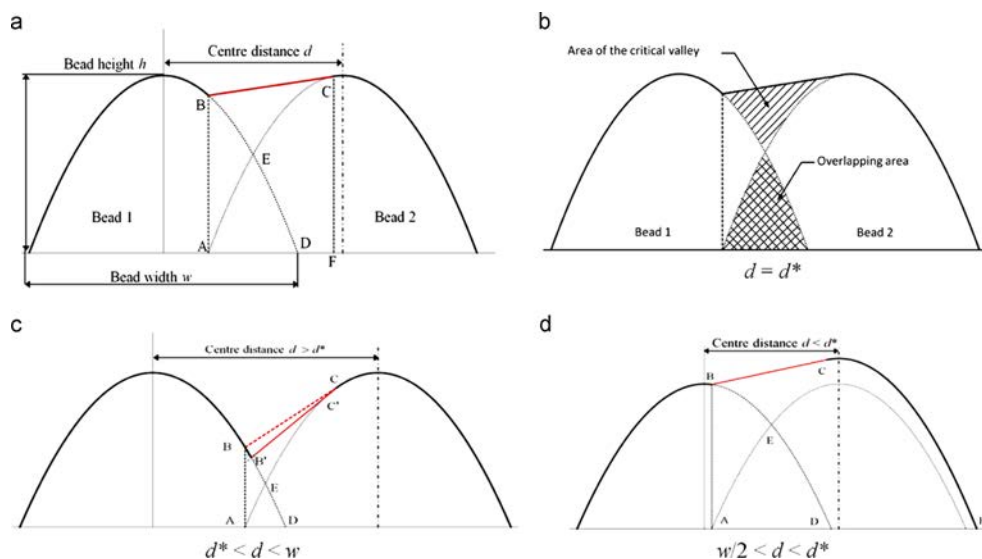 a
Centre distance d
Bead height h
B
C
E
Bead 1
Bead 2
A
D
F
Bead width w
b
Area of the critical valley
Overlapping area
Bead 1
Bead 2
d = d*
c
Centre distance d > d*
C
C'
B
B'
E
A
D
d* < d < w
d
Centre distance d < d*
B
C
E
A
D
w/2 < d < d*